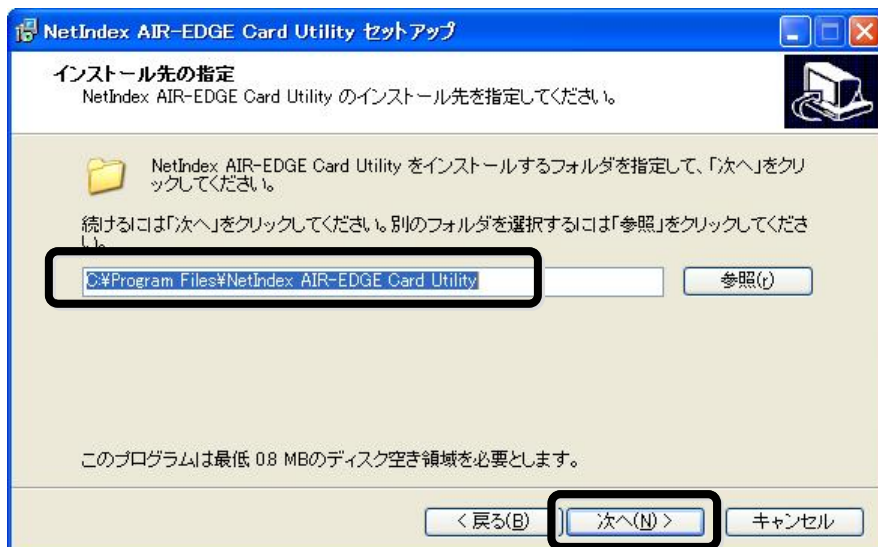 NetIndex AIR-EDGE Card Utility セットアップ
インストール先の指定
NetIndex AIR-EDGE Card Utility のインストール先を指定してください。
NetIndex AIR-EDGE Card Utility をインストールするフォルダを指定して、「次へ」をクリ
ックしてください。
続けるには「次へ」をクリックしてください。別のフォルダを選択するには「参照」をクリックしてくださ
い。
C:¥Program Files¥NetIndex AIR-EDGE Card Utility
参照(r)
このプログラムは最低 0.8 MBのディスク空き領域を必要とします。
< 戻る(B)
次へ(N) >
キャンセル